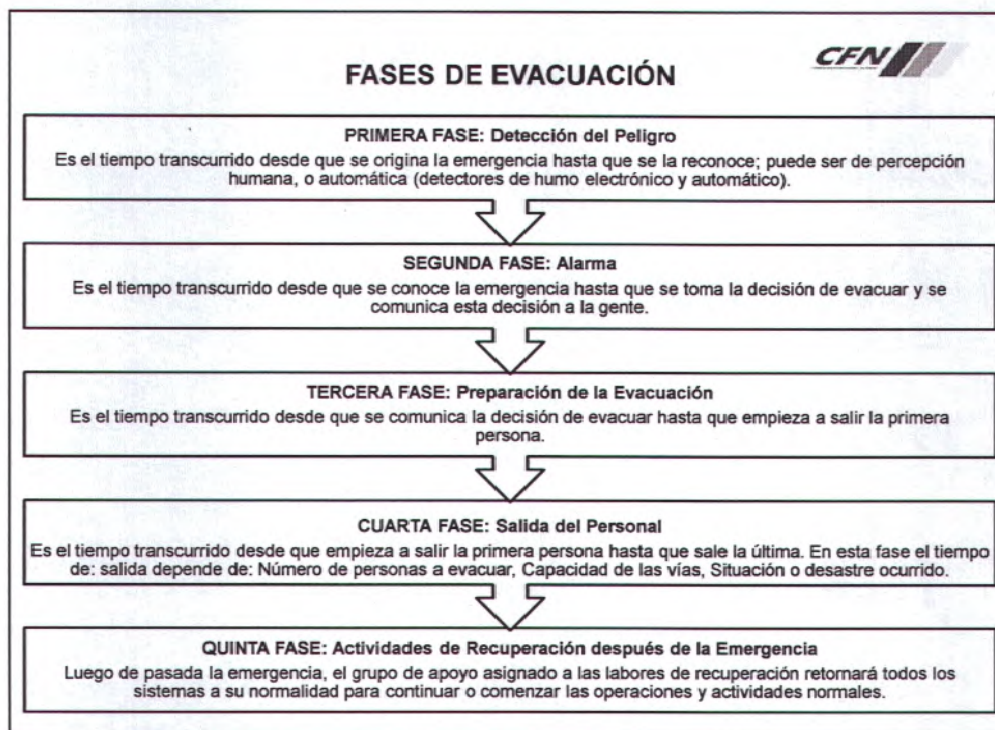 CFN
FASES DE EVACUACIÓN
PRIMERA FASE: Detección del Peligro
Es el tiempo transcurrido desde que se origina la emergencia hasta que se la reconoce; puede ser de percepción
humana, o automática (detectores de humo electrónico y automático).
SEGUNDA FASE: Alarma
Es el tiempo transcurrido desde que se conoce la emergencia hasta que se toma la decisión de evacuar y se
comunica esta decisión a la gente.
TERCERA FASE: Preparación de la Evacuación
Es el tiempo transcurrido desde que se comunica la decisión de evacuar hasta que empieza a salir la primera
persona.
CUARTA FASE: Salida del Personal
Es el tiempo transcurrido desde que empieza a salir la primera persona hasta que sale la última. En esta fase el tiempo
de: salida depende de: Número de personas a evacuar, Capacidad de las vías, Situación o desastre ocurrido.
QUINTA FASE: Actividades de Recuperación después de la Emergencia
Luego de pasada la emergencia, el grupo de apoyo asignado a las labores de recuperación retornará todos los
sistemas a su normalidad para continuar o comenzar las operaciones y actividades normales.